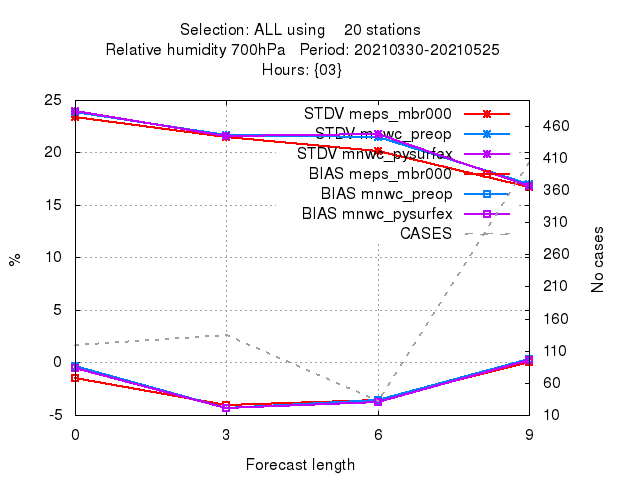 Selection: ALL using 20 stations
Relative humidity 700hPa Period: 20210330-20210525
Hours: {03}
STDV meps_mbr000
STDV mnwc_preop
STDV mnwc_pysurfex
BIAS meps_mbr000
BIAS mnwc_preop
BIAS mnwc_pysurfex
CASES
25
20
15
10
5
0
-5
%
460
410
360
310
260
210
160
110
60
10
No cases
0 3 6 9
Forecast length